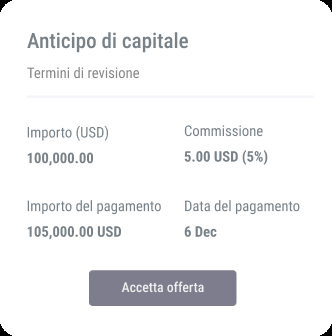 Anticipo di capitale
Termini di revisione
Importo (USD)
100,000.00
Commissione
5.00 USD (5%)
Importo del pagamento
105,000.00 USD
Data del pagamento
6 Dec
Accetta offerta